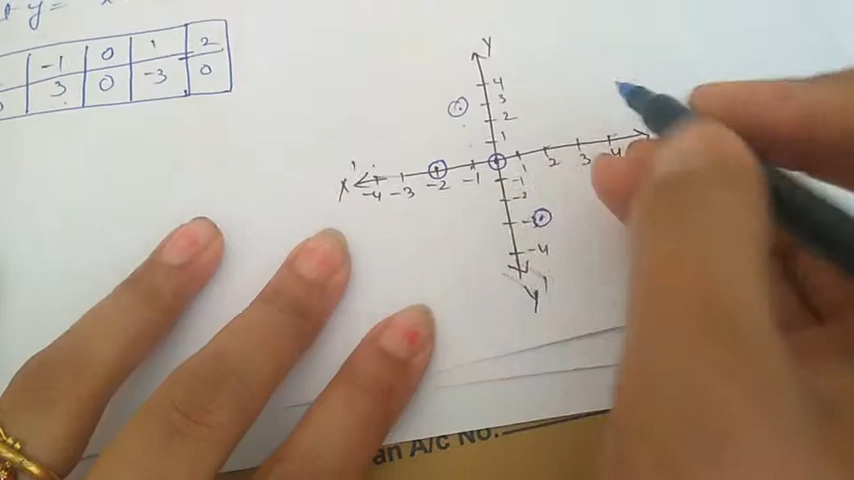 y =
-1 0 1 2
3 0 -3 0
Y
4
3
2
1
X' -4 -3 -2 -1 1 2 3 4
-1
-2
-3
-4
Y'
an A/c No.